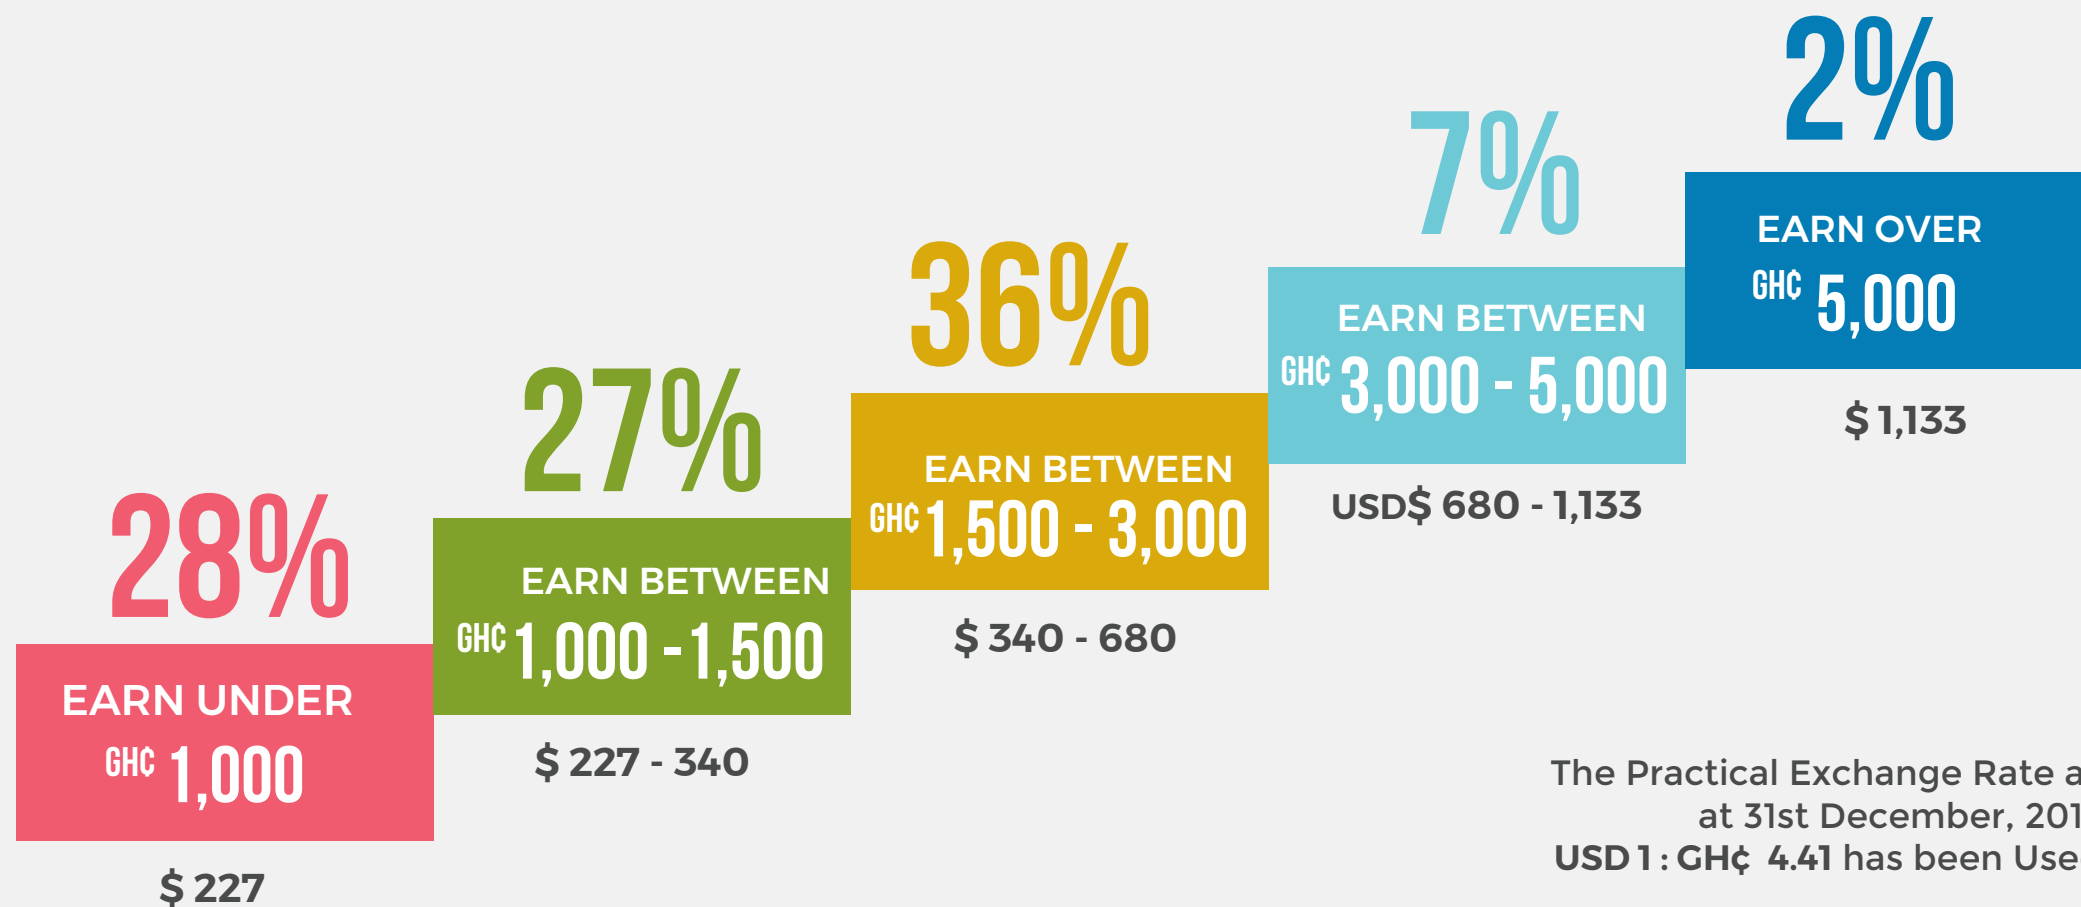 28%
EARN UNDER
GH₵ 1,000
$ 227
27%
EARN BETWEEN
GH₵ 1,000 - 1,500
$ 227 - 340
36%
EARN BETWEEN
GH₵ 1,500 - 3,000
$ 340 - 680
7%
EARN BETWEEN
GH₵ 3,000 - 5,000
USD$ 680 - 1,133
2%
EARN OVER
GH₵ 5,000
$ 1,133
The Practical Exchange Rate
at 31st December,
USD 1 : GH¢ 4.41 has been